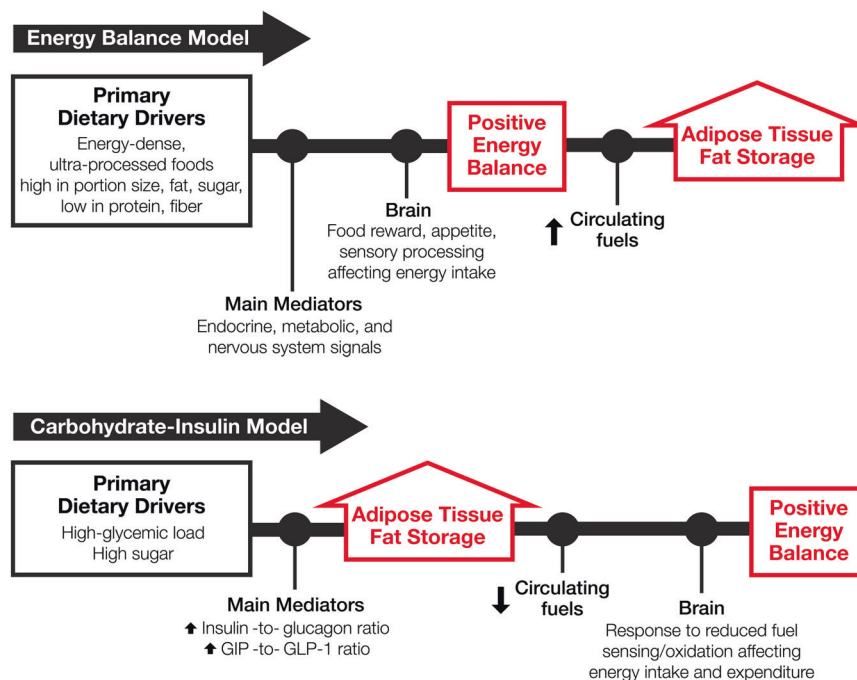 Energy Balance Model
Primary
Dietary Drivers
Energy-dense,
ultra-processed foods
high in portion size, fat, sugar,
low in protein, fiber
Main Mediators
Endocrine, metabolic, and
nervous system signals
Brain
Food reward, appetite,
sensory processing
affecting energy intake
Positive
Energy
Balance
Circulating
fuels
Adipose Tissue
Fat Storage
Carbohydrate-Insulin Model
Primary
Dietary Drivers
High-glycemic load
High sugar
Main Mediators
Insulin -to- glucagon ratio
GIP -to- GLP-1 ratio
Adipose Tissue
Fat Storage
Circulating
fuels
Brain
Response to reduced fuel
sensing/oxidation affecting
energy intake and expenditure
Positive
Energy
Balance